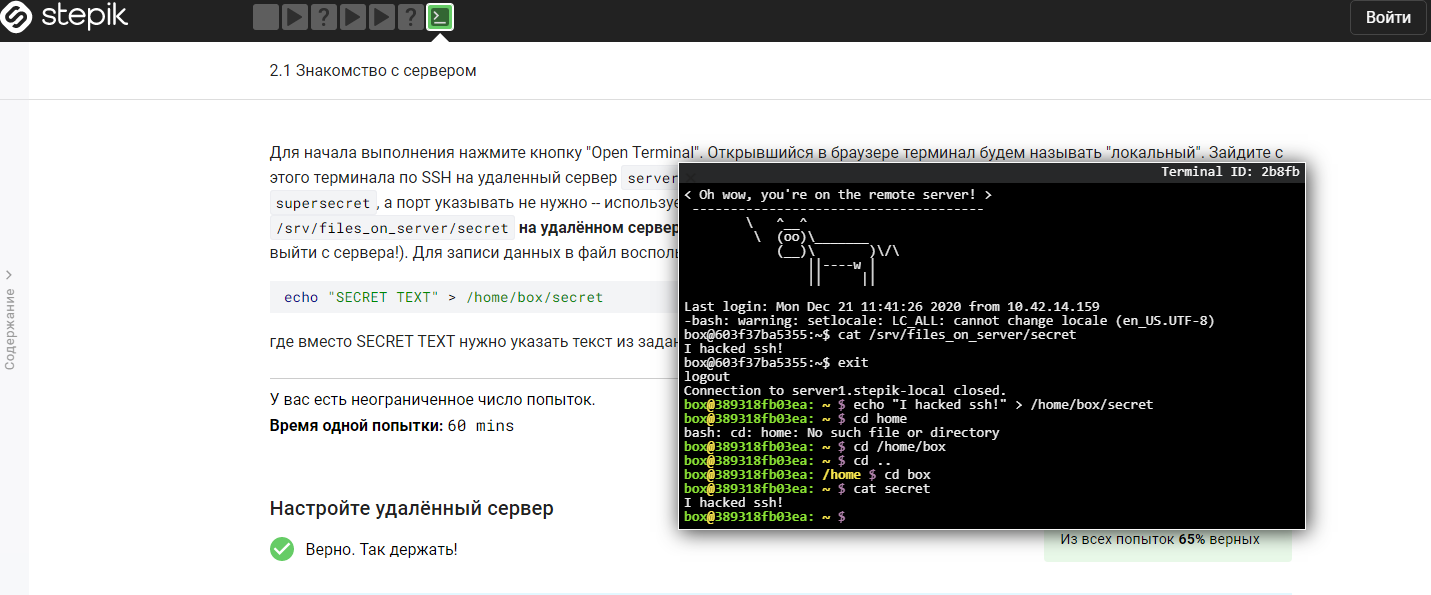 stepik
Войти
2.1 Знакомство с сервером
Содержание
Для начала выполнения нажмите кнопку "Open Terminal". Открывшийся в браузере терминал будем называть "локальный". Зайдите с
этого терминала по SSH на удаленный сервер server
supersecret, а порт указывать не нужно -- используе
/srv/files_on_server/secret на удалённом сервер
выйти с сервера!). Для записи данных в файл восполь
echo "SECRET TEXT" > /home/box/secret
где вместо SECRET TEXT нужно указать текст из задан
У вас есть неограниченное число попыток.
Время одной попытки: 60 mins
Настройте удалённый сервер
Верно. Так держать!
Terminal ID: 2b8fb
< Oh wow, you're on the remote server! >
-------------------------------------
\   ^__^
\  (oo)\_______
(__)\       )\/\
||----w |
||     ||
Last login: Mon Dec 21 11:41:26 2020 from 10.42.14.159
-bash: warning: setlocale: LC_ALL: cannot change locale (en_US.UTF-8)
box@603f37ba5355:~$ cat /srv/files_on_server/secret
I hacked ssh!
box@603f37ba5355:~$ exit
logout
Connection to server1.stepik-local closed.
box@389318fb03ea: ~ $ echo "I hacked ssh!" > /home/box/secret
box@389318fb03ea: ~ $ cd home
bash: cd: home: No such file or directory
box@389318fb03ea: ~ $ cd /home/box
box@389318fb03ea: ~ $ cd ..
box@389318fb03ea: /home $ cd box
box@389318fb03ea: ~ $ cat secret
I hacked ssh!
box@389318fb03ea: ~ $
Из всех попыток 65% верных